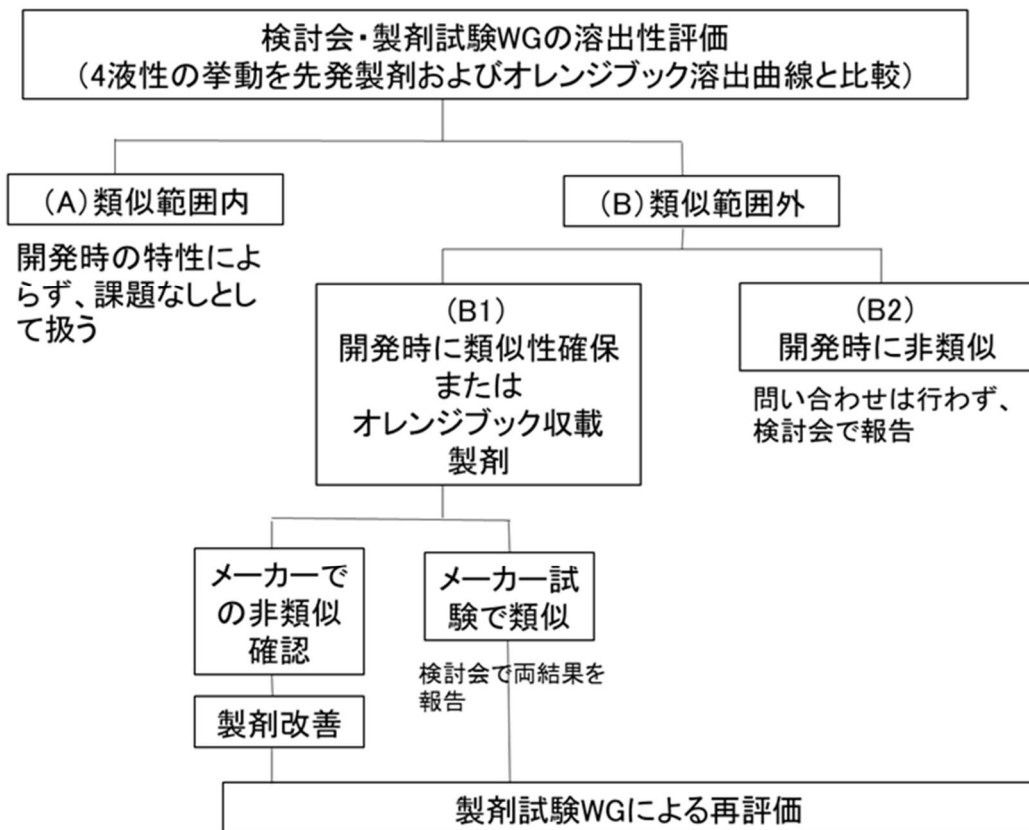 検討会・製剤試験WGの溶出性評価
(4液性の挙動を先発製剤およびオレンジブック溶出曲線と比較)
(A)類似範囲内
(B)類似範囲外
開発時の特性によ
らず、課題なしとし
て扱う
(B1)
開発時に類似性確保
または
オレンジブック収載
製剤
(B2)
開発時に非類似
問い合わせは行わず、
検討会で報告
メーカーで
の非類似
確認
メーカー試
験で類似
検討会で両結果を
報告
製剤改善
製剤試験WGによる再評価